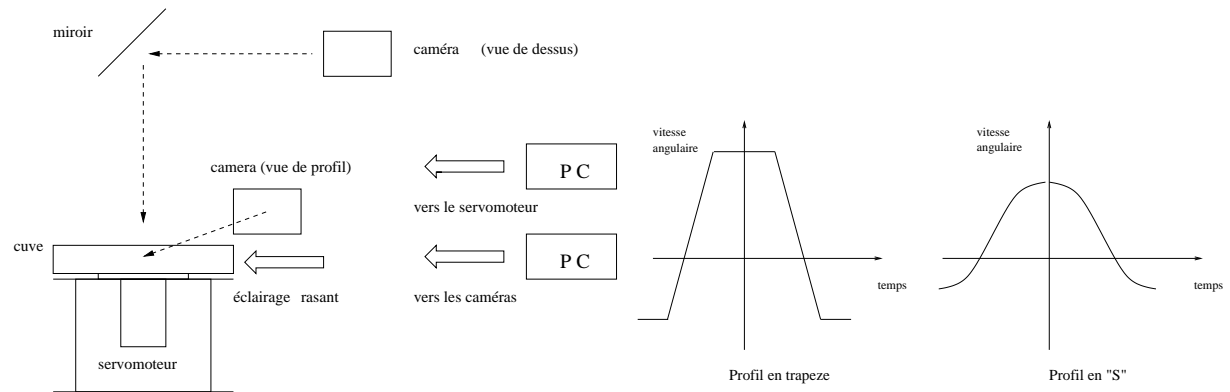 miroir
caméra (vue de dessus)
camera (vue de profil)
cuve
éclairage rasant
servomoteur
P C
vers le servomoteur
P C
vers les caméras
vitesse
angulaire
temps
Profil en trapeze
vitesse
angulaire
temps
Profil en "S"